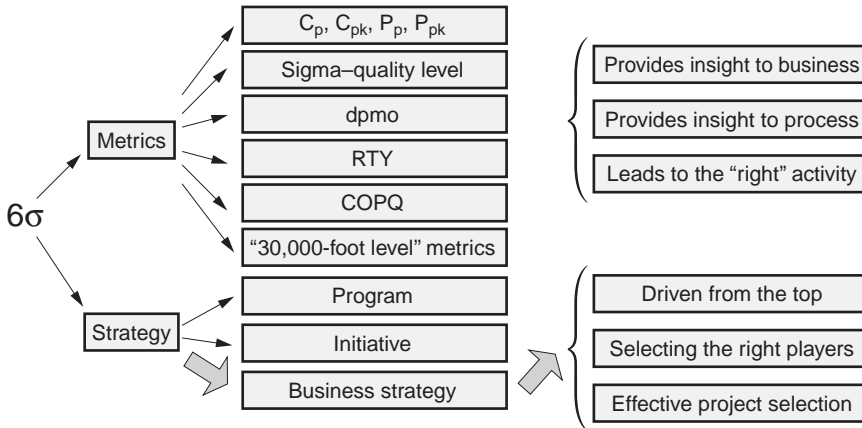 6σ
Metrics
Strategy
Cp, Cpk, Pp, Ppk
Sigma–quality level
dpmo
RTY
COPQ
“30,000-foot level” metrics
Program
Initiative
Business strategy
Provides insight to business
Provides insight to process
Leads to the “right” activity
Driven from the top
Selecting the right players
Effective project selection